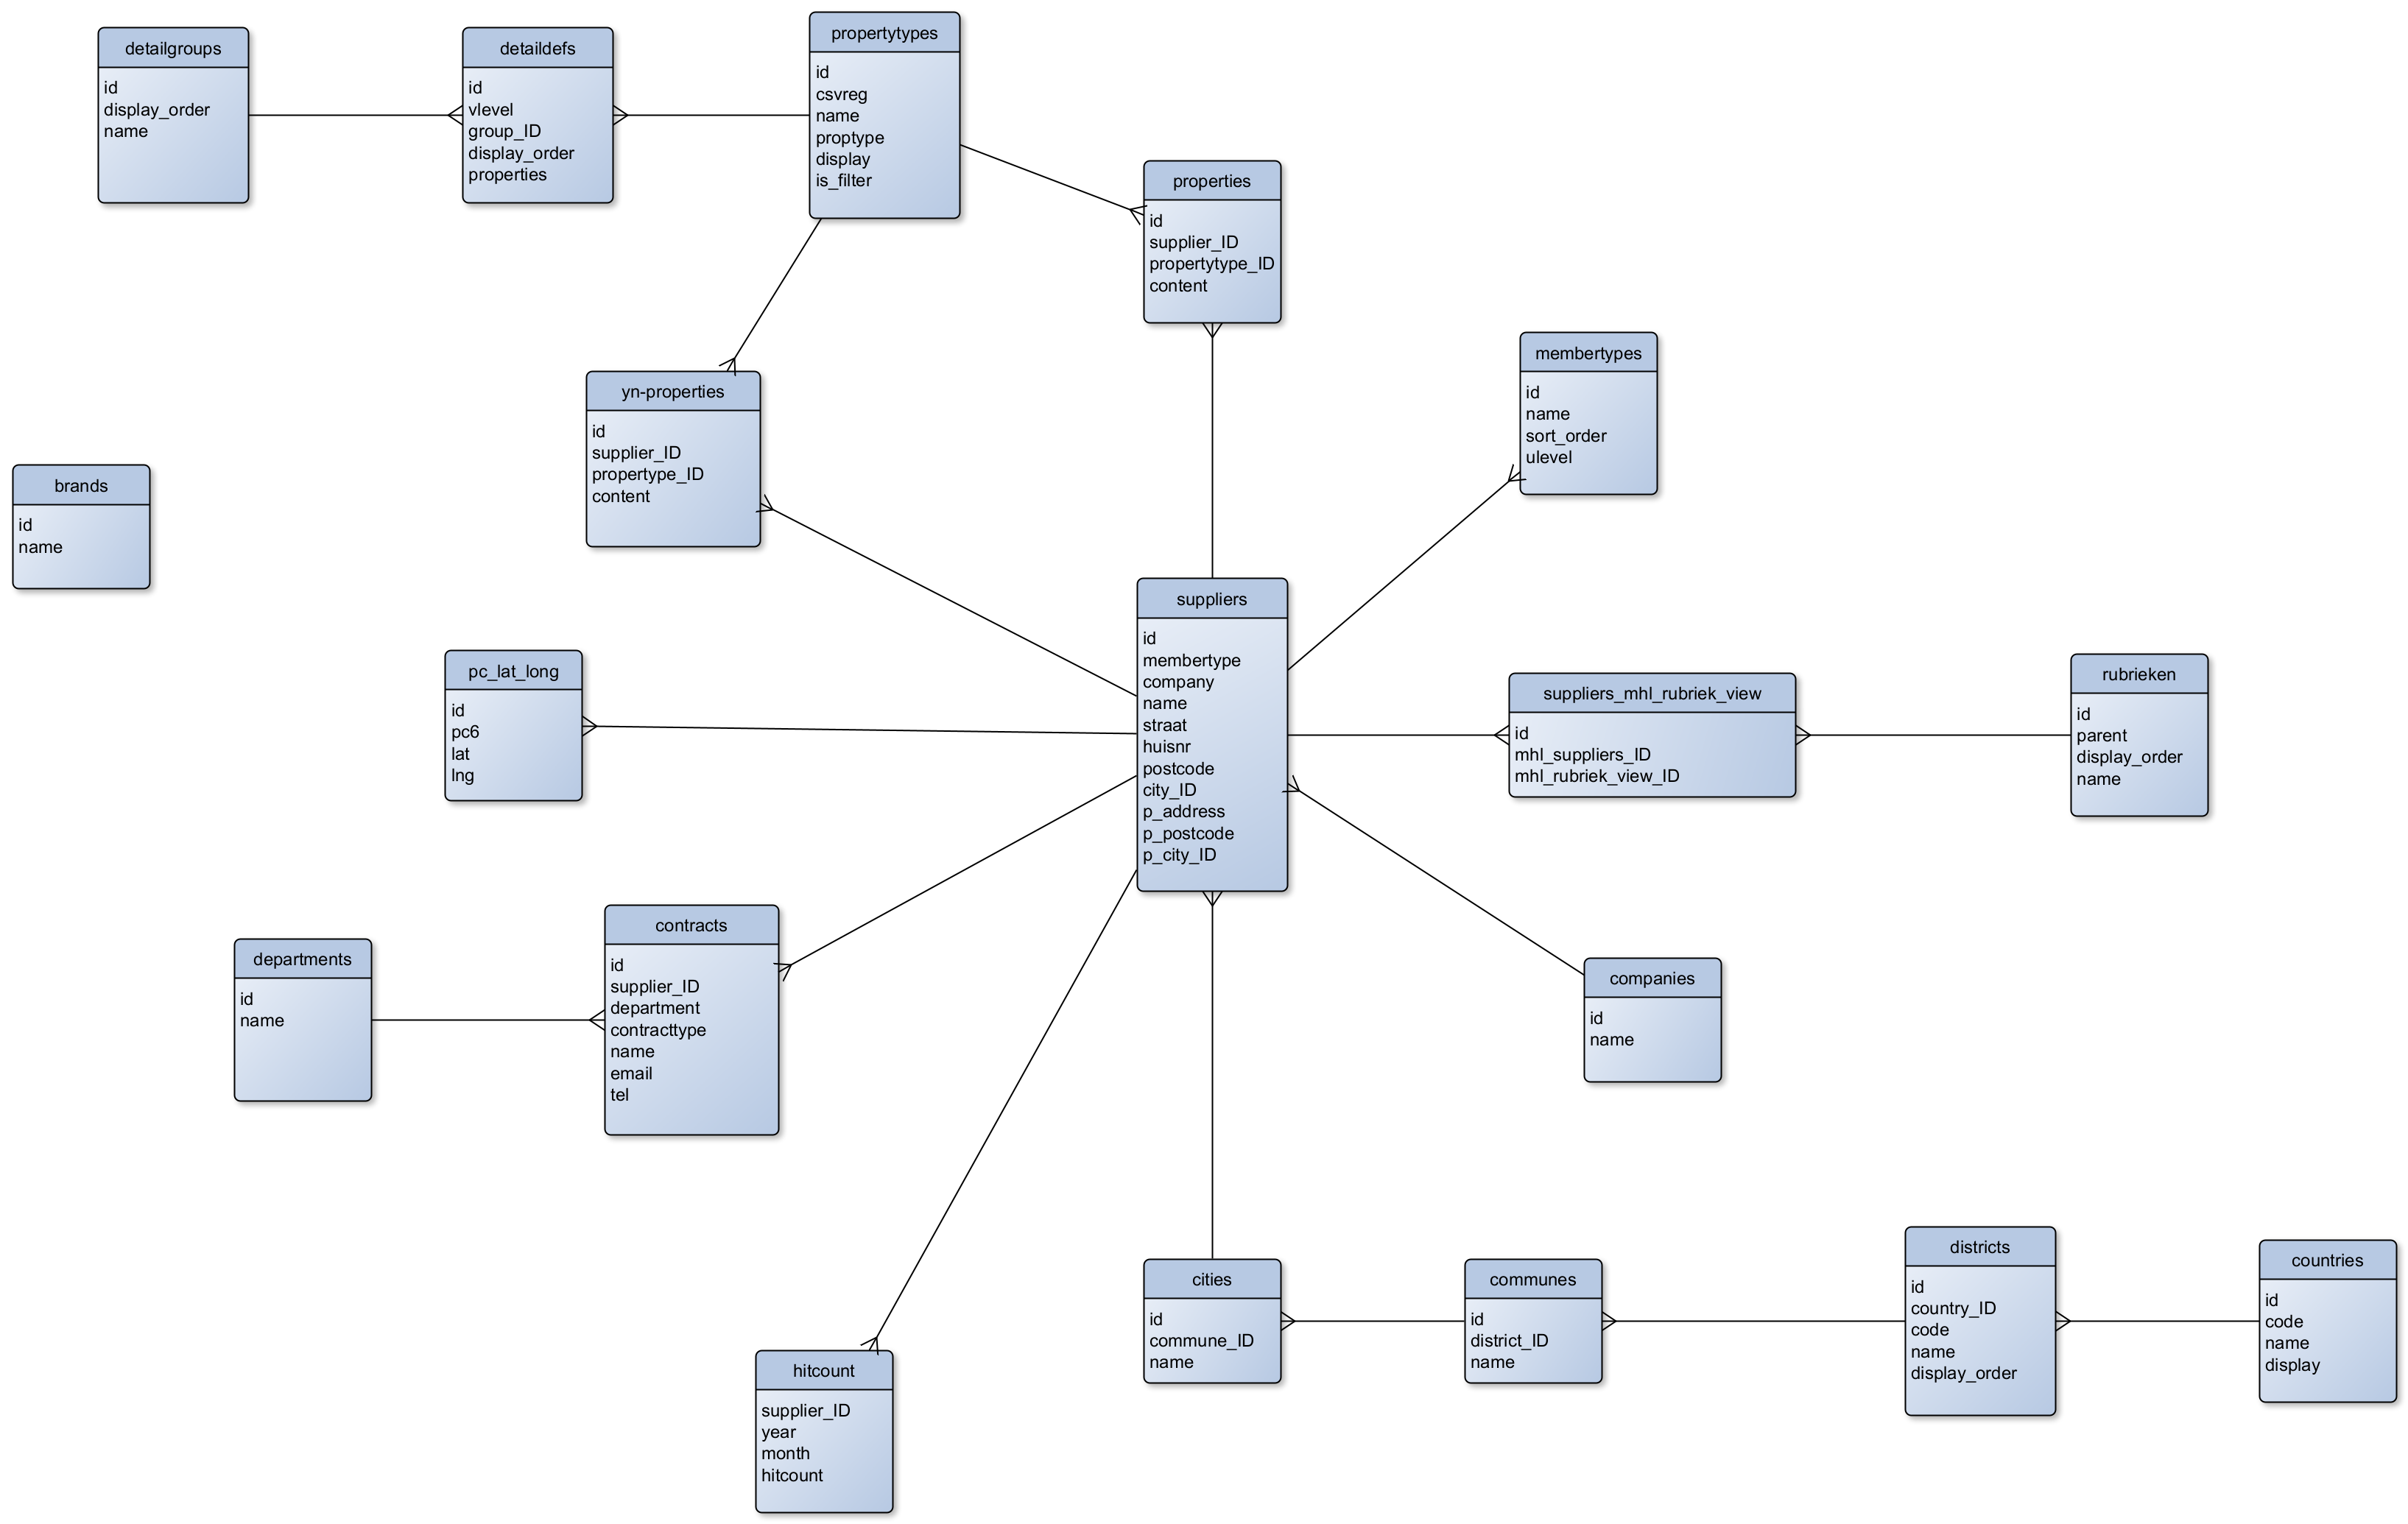 detailgroups
id
display_order
name
detaildefs
id
vlevel
group_ID
display_order
properties
propertytypes
id
csvreg
name
proptype
display
is_filter
properties
id
supplier_ID
propertytype_ID
content
yn-properties
id
supplier_ID
propertype_ID
content
membertypes
id
name
sort_order
ulevel
brands
id
name
suppliers
id
membertype
company
name
straat
huisnr
postcode
city_ID
p_address
p_postcode
p_city_ID
pc_lat_long
id
pc6
lat
lng
suppliers_mhl_rubriek_view
id
mhl_suppliers_ID
mhl_rubriek_view_ID
rubrieken
id
parent
display_order
name
departments
id
name
contracts
id
supplier_ID
department
contracttype
name
email
tel
companies
id
name
hitcount
supplier_ID
year
month
hitcount
cities
id
commune_ID
name
communes
id
district_ID
name
districts
id
country_ID
code
name
display_order
countries
id
code
name
display